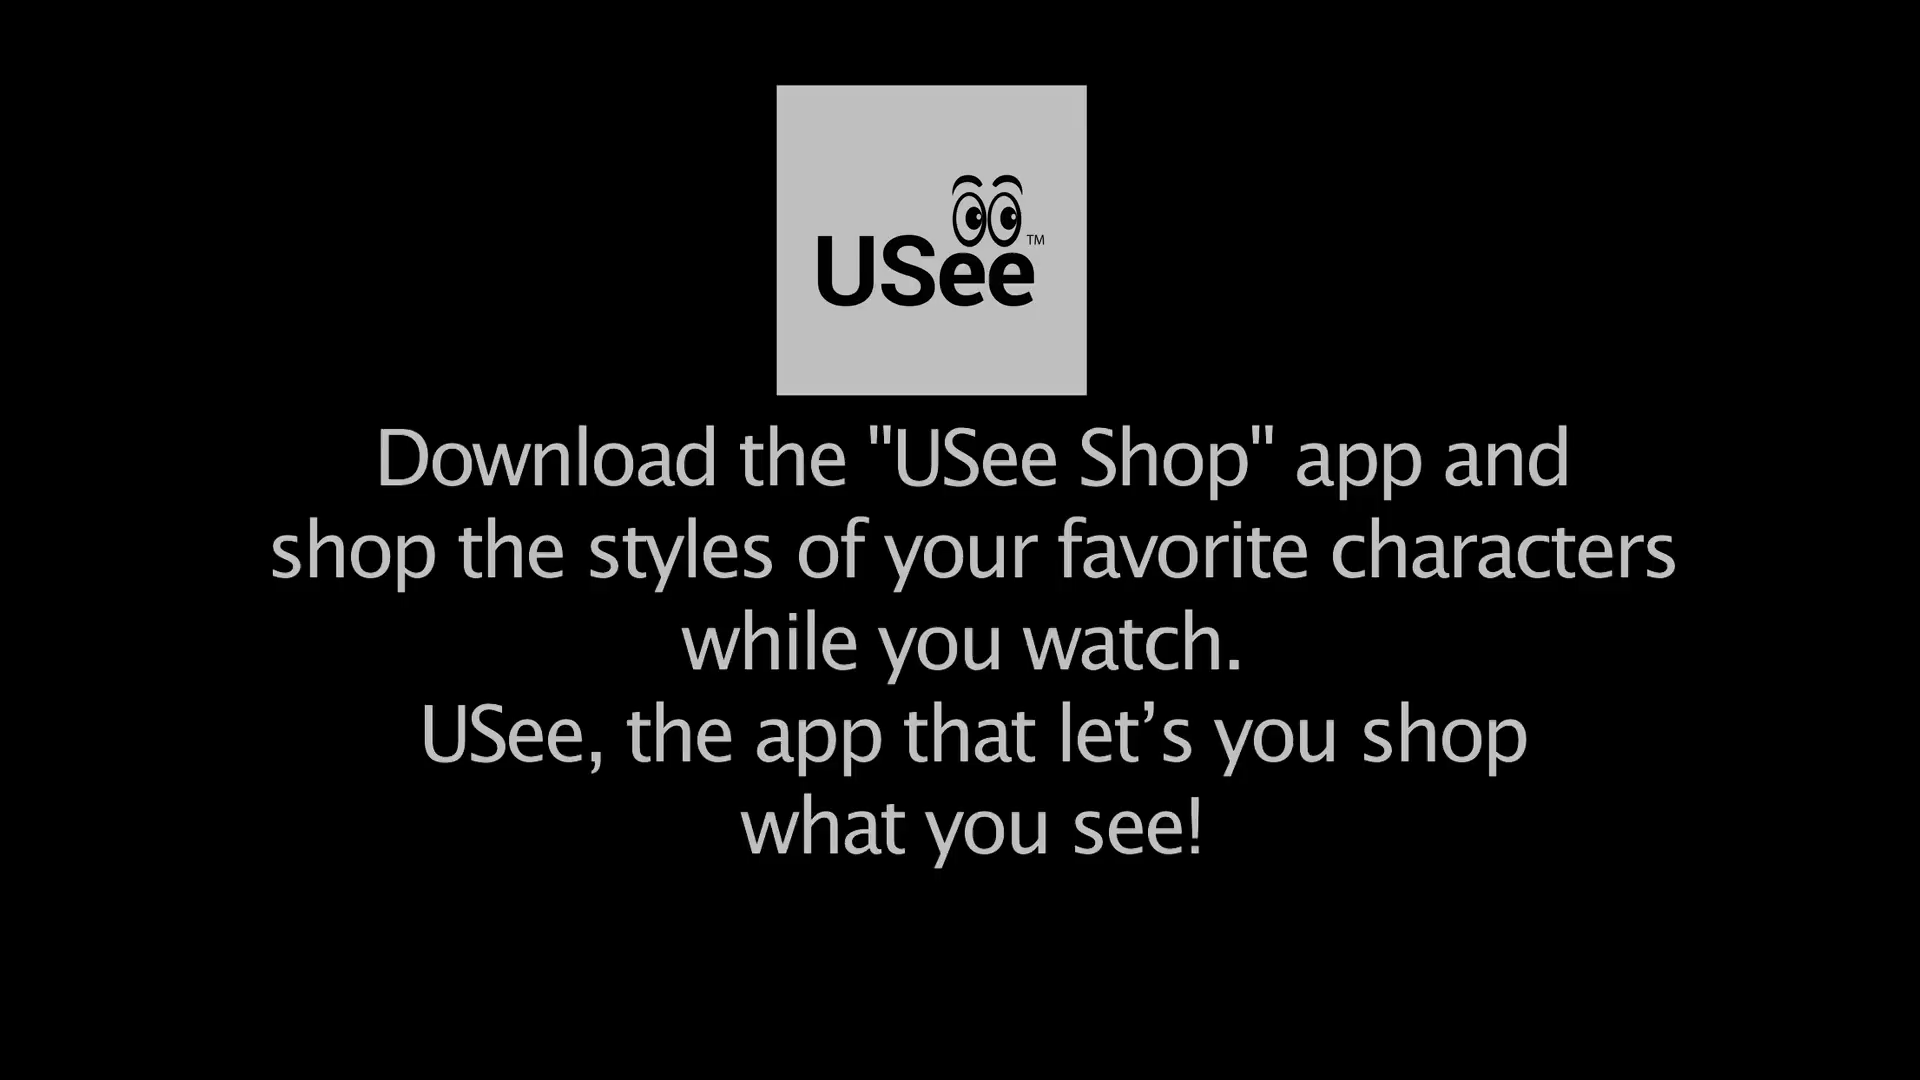 USee™
Download the "USee Shop" app and
shop the styles of your favorite characters
while you watch.
USee, the app that let’s you shop
what you see!